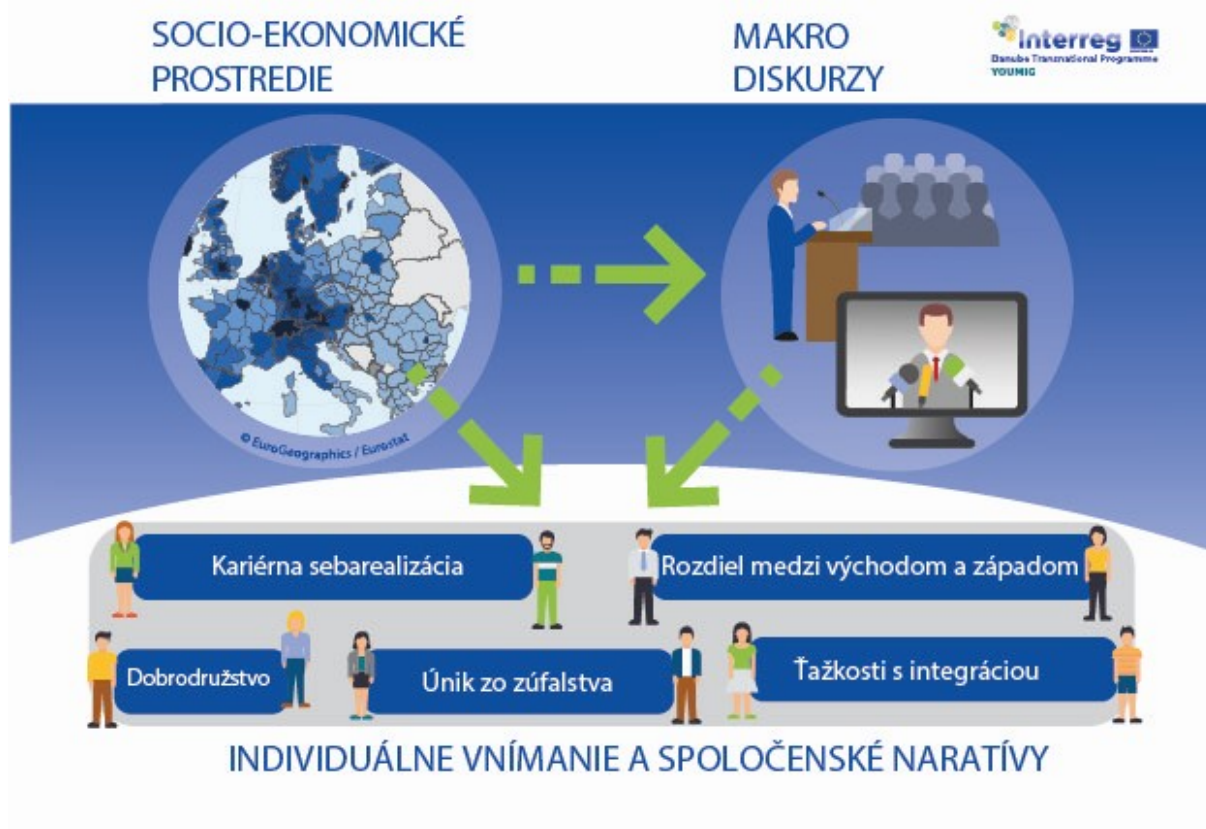 SOCIO-EKONOMICKÉ
PROSTREDIE
MAKRO
DISKURZY
Interreg
Danube Transnational Programme
YOUMIG
© EuroGeographics / Eurostat
Kariérna sebarealizácia
Rozdiel medzi východom a západom
Dobrodružstvo
Únik zo zúfalstva
Ťažkosti s integráciou
INDIVIDUÁLNE VNÍMANIE A SPOLOČENSKÉ NARATÍVY